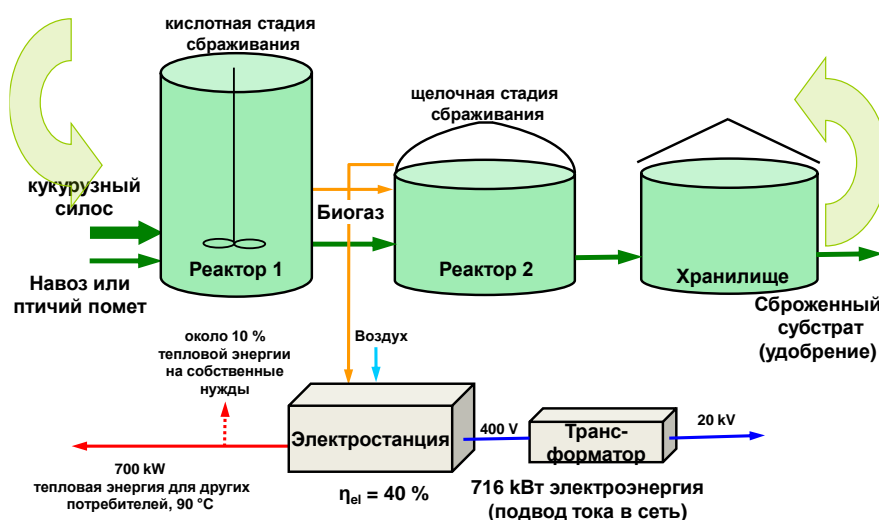 кислотная стадия
сбраживания
щелочная стадия
сбраживания
кукурузный
силос
Биогаз
Навоз или
птичий помет
Реактор 1
Реактор 2
Хранилище
Сброженный
субстрат
(удобрение)
около 10 %
тепловой энергии
на собственные
нужды
Воздух
Электростанция
400 V
Транс-
форматор
20 kV
700 kW
тепловая энергия для других
потребителей, 90 °C
ηel = 40 %
716 kВт электроэнергия
(подвод тока в сеть)